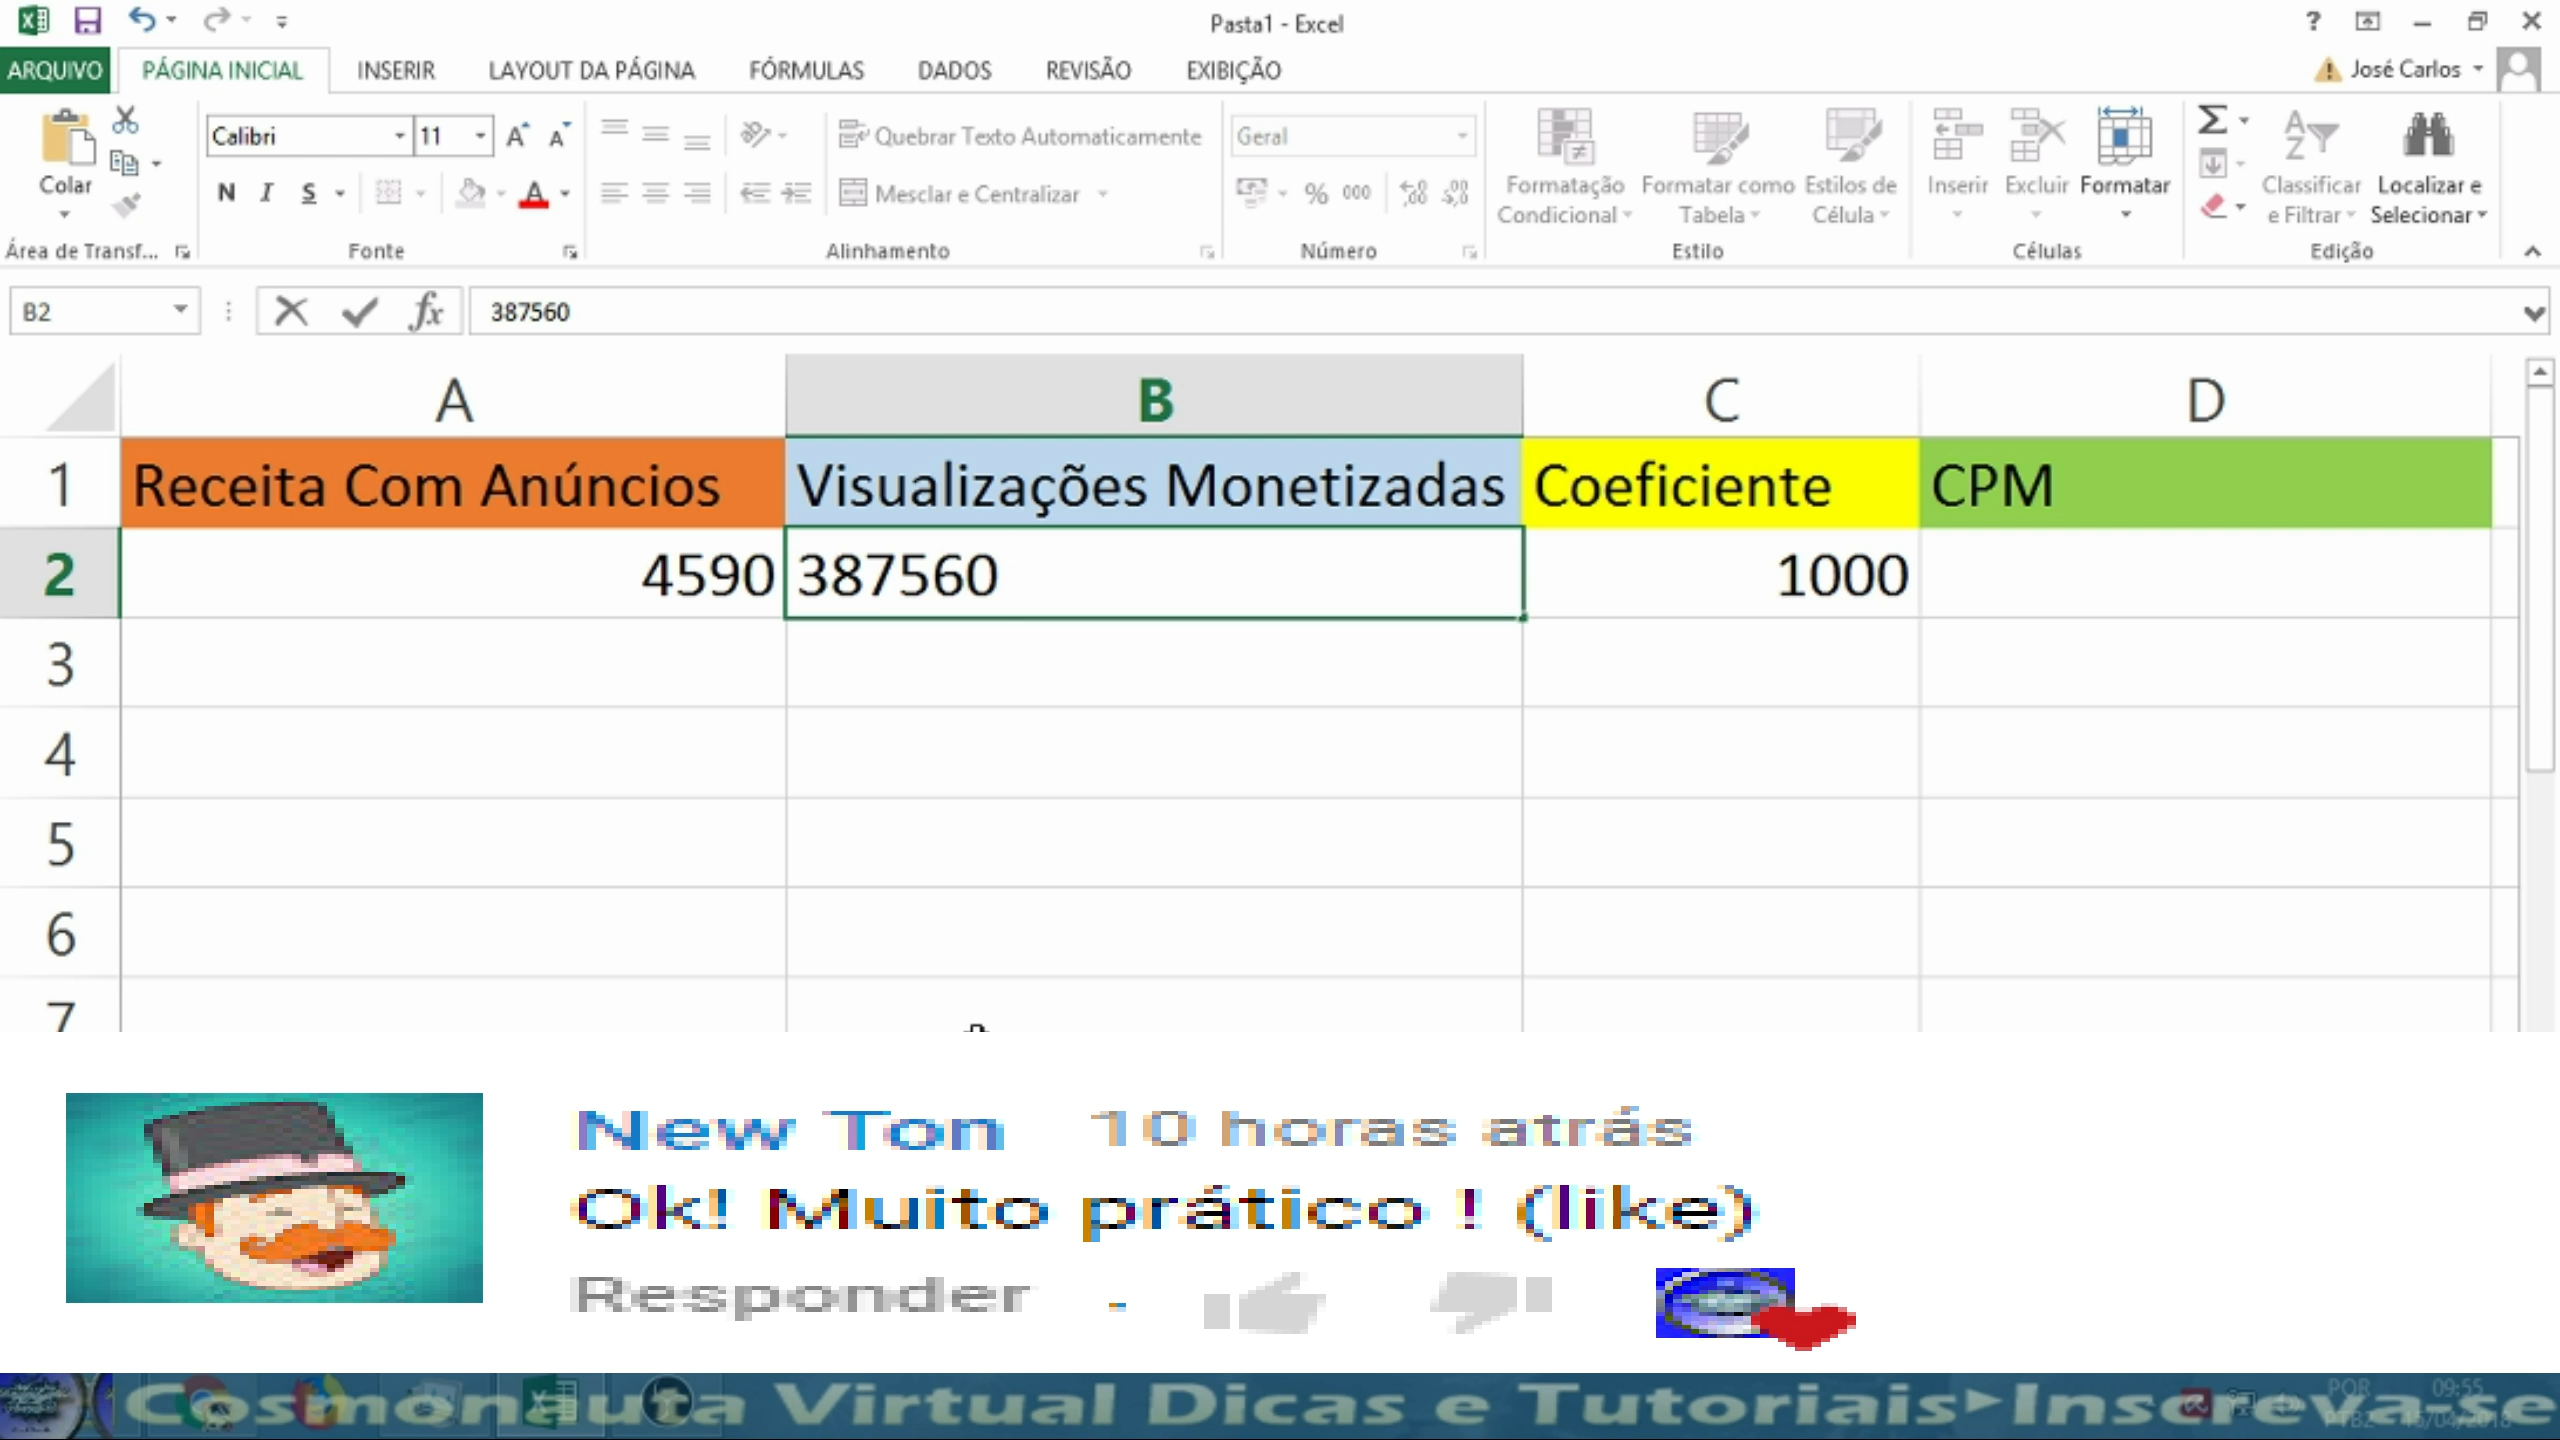 Pasta1 - Excel
ARQUIVO PÁGINA INICIAL INSERIR LAYOUT DA PÁGINA FÓRMULAS DADOS REVISÃO EXIBIÇÃO José Carlos
Colar
Calibri 11
N I S A
Quebrar Texto Automaticamente
Mesclar e Centralizar
Geral
% 000
Formatação Condicional
Formatar como Tabela
Estilos de Célula
Inserir Excluir Formatar
Classificar e Filtrar
Localizar e Selecionar
Área de Transf... Fonte Alinhamento Número Estilo Células Edição
B2 fx 387560
A B C D
1 Receita Com Anúncios Visualizações Monetizadas Coeficiente CPM
2 4590 387560 1000
3
4
5
6
7
New Ton 10 horas atrás
Ok! Muito prático ! (like)
Responder
Cosmonauta Virtual Dicas e Tutoriais►Inscreva-se
POR 09:55